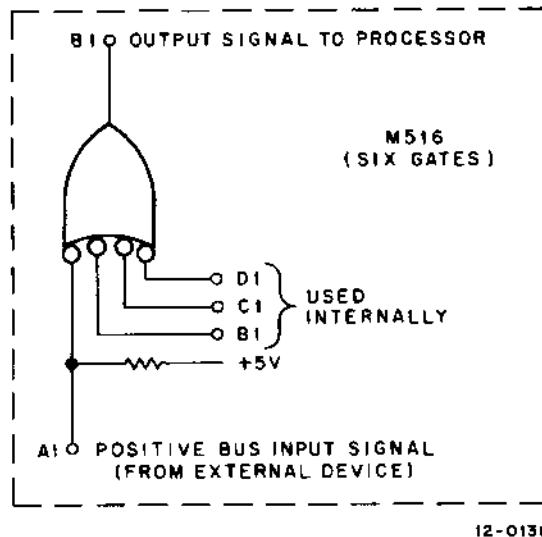 B1 OUTPUT SIGNAL TO PROCESSOR
M516
(SIX GATES)
D1
C1
B1
USED
INTERNALLY
+5V
A1 POSITIVE BUS INPUT SIGNAL
(FROM EXTERNAL DEVICE)